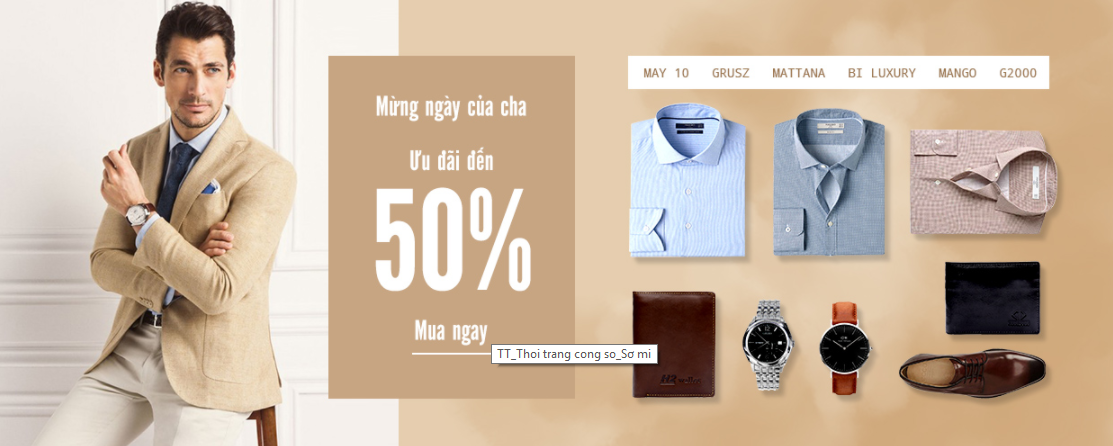 Mừng ngày của cha
Ưu đãi đến
50%
Mua ngay
TT_Thoi trang cong so_Sơ mi
MAY 10 GRUSZ MATTANA BI LUXURY MANGO G2000